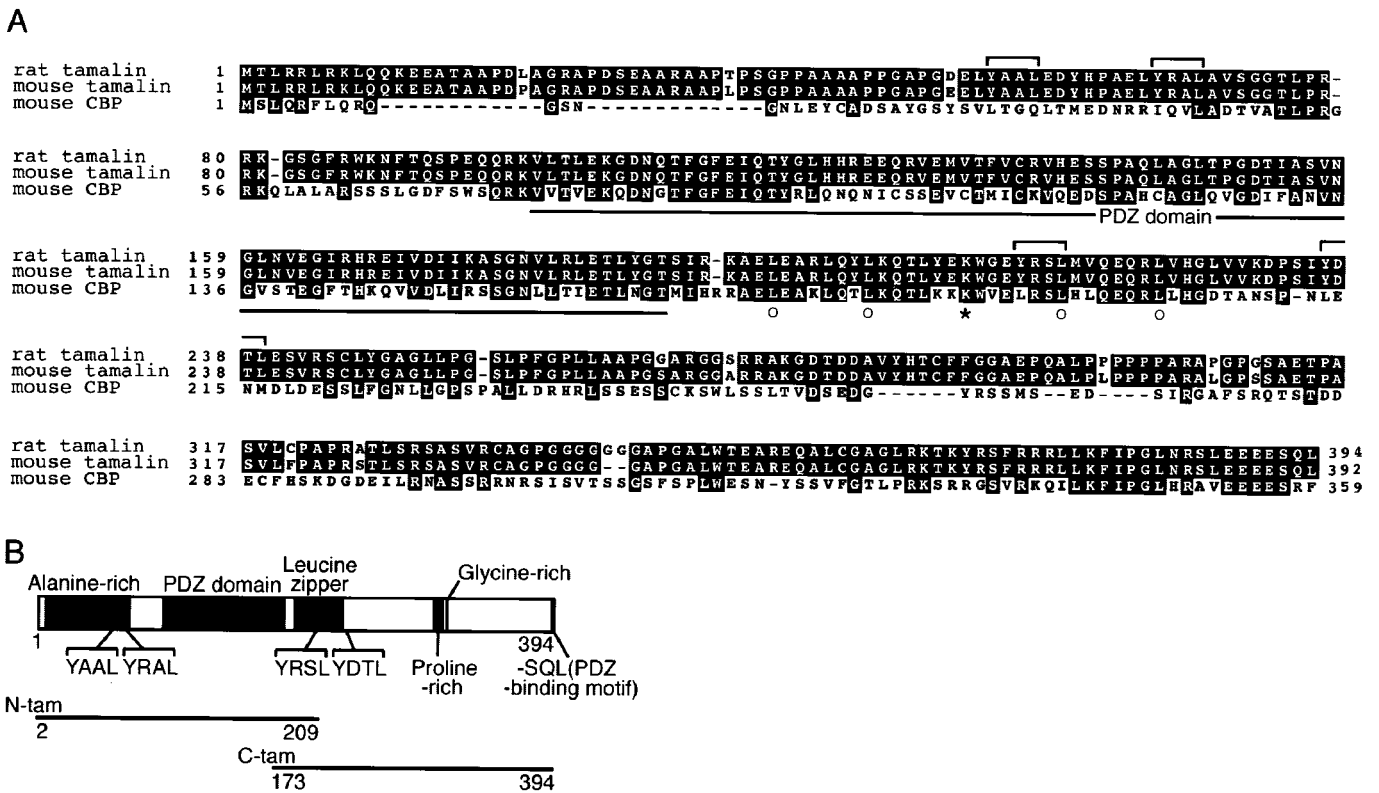 A
rat tamalin 1 MTLRRLRKLQQKEEATAAPDLAGRAPDSEAARAAPTPSGPPAAAAPPGAPGDELYAALEDYHPAELYRALAVSGGTLPR-
mouse tamalin 1 MTLRRLRKLQQKEEATAAPDPAGRAPDSEAARAAPLPSGPPAAAAPPGAPGEELYAALEDYHPAELYRALAVSGGTLPR-
mouse CBP 1 MSLQRFLQRQ------------GSN-------------GNLEYCADSAYGSYSVLTGQLTMEDNRRIQVLADTVATLPRG
rat tamalin 80 RK-GSGFRWKNFTQSPEQQRKVLTLEKGDNQTFGFEIQTYGLHHREEQRVEMVTFVCRVHESSPAQLAGLTPGDTIASVN
mouse tamalin 80 RK-GSGFRWKNFTQSPEQQRKVLTLEKGDNQTFGFEIQTYGLHHREEQRVEMVTFVCRVHESSPAQLAGLTPGDTIASVN
mouse CBP 56 RKQLALARSSSLGDFSWSQRKVVTVEKQDNGTFGFEIQTYRLQNQNICSSEVCTMICKVQEDSPAHCAGLQVGDIFANVN
PDZ domain
rat tamalin 159 GLNVEGIRHREIVDIIKASGNVLRLETLYGTSIR-KAELEARLQYLKQTLYEKWGEYRSLMVQEQRLVHGLVVKDPSIYD
mouse tamalin 159 GLNVEGIRHREIVDIIKASGNVLRLETLYGTSIR-KAELEARLQYLKQTLYEKWGEYRSLMVQEQRLVHGLVVKDPSIYD
mouse CBP 136 GVSTEGFTHKQVVDLIRSSGNLLTIETLNGTMIHRRAELEAKLQTLKQTLKKKWVELRSLHLQEQRLLHGDTANSP-NLE
o o * o o
rat tamalin 238 TLESVRSCLYGAGLLPG-SLPFGPLLAAPGGARGGSRRAKGDTDDAVYHTCFFGGAEPQALPPPPPPARAPGPGSAETPA
mouse tamalin 238 TLESVRSCLYGAGLLPG-SLPFGPLLAAPGSARGGARRAKGDTDDAVYHTCFFGGAEPQALPLPPPPARALGPSSAETPA
mouse CBP 215 NMDLDESSLFGNLLGPSPALLDRHRLSSESSCKSWLSSLTVDSEDG------YRSSMS--ED----SIRGAFSRQTSTDD
rat tamalin 317 SVLCPAPRATLSRSASVRCAGPGGGGGGGAPGALWTEAREQALCGAGLRKTKYRSFRRRLLKFIPGLNRSLEEEESQL 394
mouse tamalin 317 SVLFPAPRSTLSRSASVRCAGPGGGG--GAPGALWTEAREQALCGAGLRKTKYRSFRRRLLKFIPGLNRSLEEEESQL 392
mouse CBP 283 ECFHSKDGDEILRNASSRRNRSISVTSSGSFSPLWESN-YSSVFGTLPRKSRRGSVRKQILKFIPGLHRAVEEEESRF 359
B
Alanine-rich PDZ domain Leucine zipper Glycine-rich
1 394
YAAL YRAL YRSL YDTL Proline -rich -SQL(PDZ -binding motif)
N-tam
2 209
C-tam
173 394